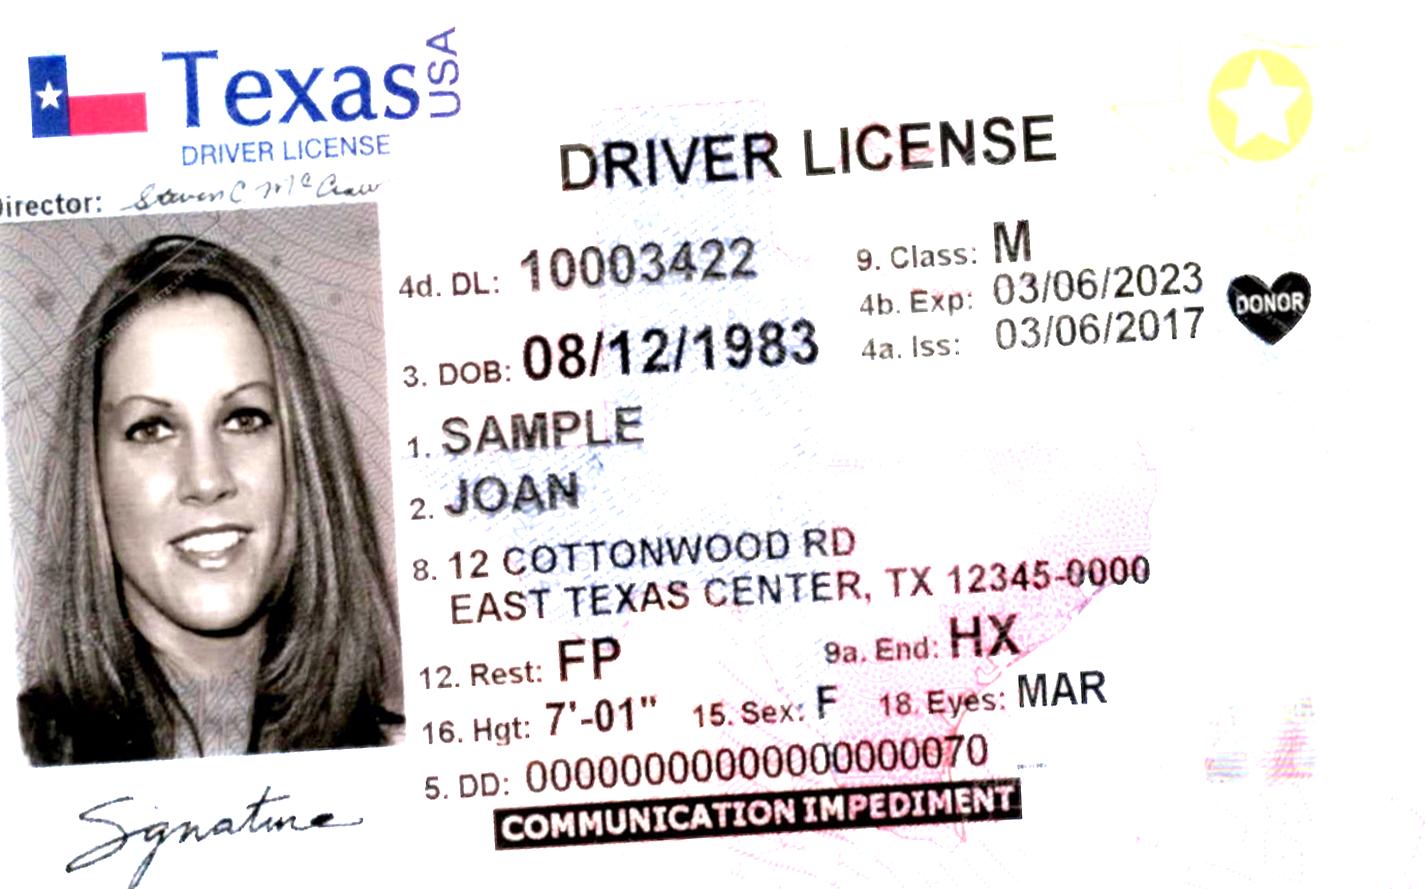 Texas USA
DRIVER LICENSE
DRIVER LICENSE
Director: Steven C McCraw
4d. DL: 10003422
9. Class: M
4b. Exp: 03/06/2023
4a. Iss: 03/06/2017
DONOR
3. DOB: 08/12/1983
1. SAMPLE
2. JOAN
8. 12 COTTONWOOD RD
EAST TEXAS CENTER, TX 12345-0000
12. Rest: FP
9a. End: HX
16. Hgt: 7'-01" 15. Sex: F 18. Eyes: MAR
5. DD: 00000000000000000070
COMMUNICATION IMPEDIMENT
Signature